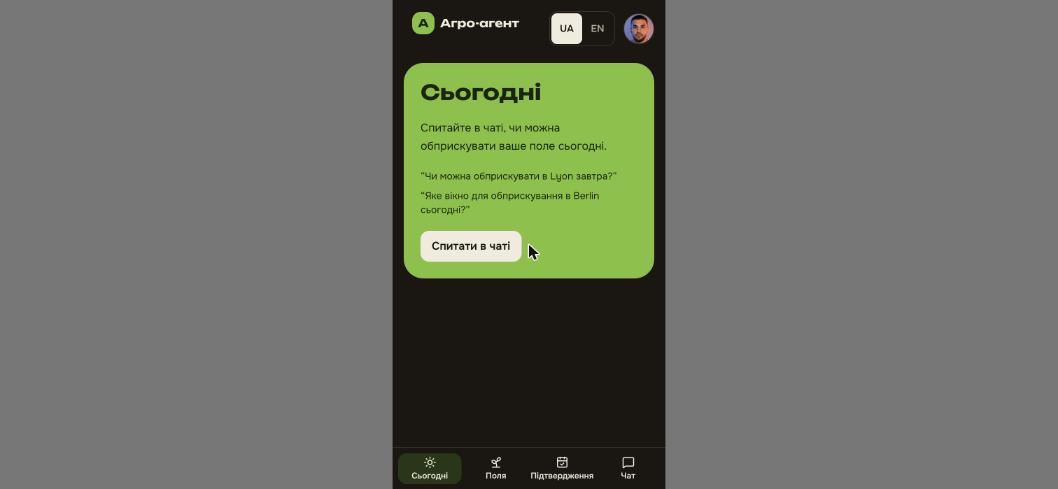 A Агро·агент
UA EN
Сьогодні
Спитайте в чаті, чи можна
обприскувати ваше поле сьогодні.
"Чи можна обприскувати в Lyon завтра?"
"Яке вікно для обприскування в Berlin
сьогодні?"
Спитати в чаті
Сьогодні Поля Підтвердження Чат